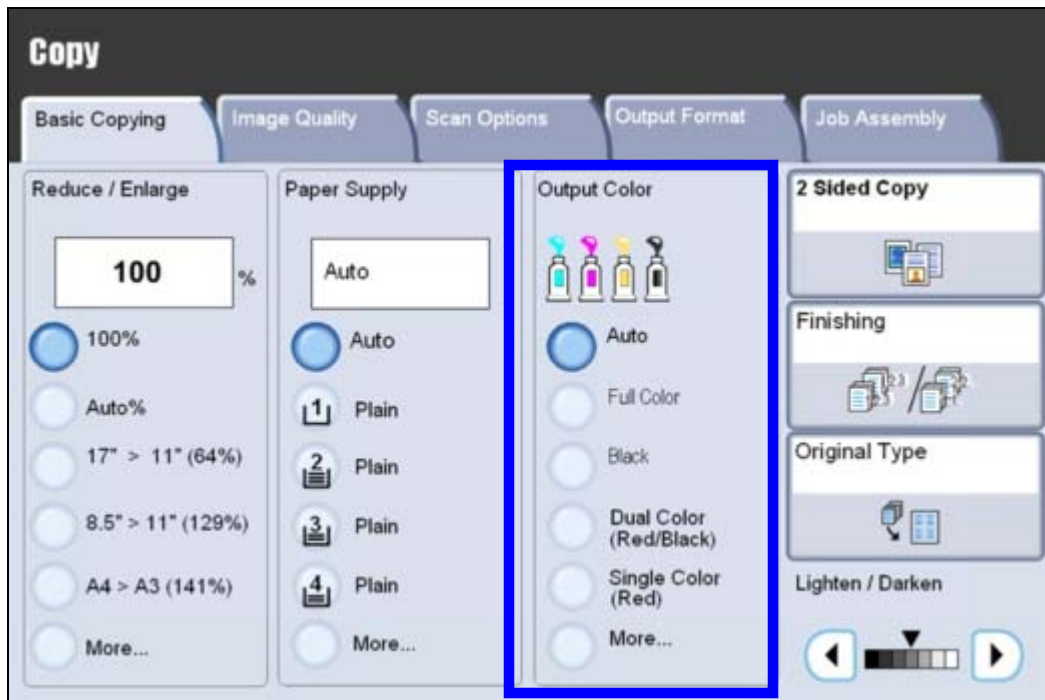 Copy
Basic Copying
Image Quality
Scan Options
Output Format
Job Assembly
Reduce / Enlarge
100
%
100%
Auto%
17" > 11" (64%)
8.5" > 11" (129%)
A4 > A3 (141%)
More...
Paper Supply
Auto
Auto
1 Plain
2 Plain
3 Plain
4 Plain
More...
Output Color
Auto
Full Color
Black
Dual Color
(Red/Black)
Single Color
(Red)
More...
2 Sided Copy
Finishing
Original Type
Lighten / Darken